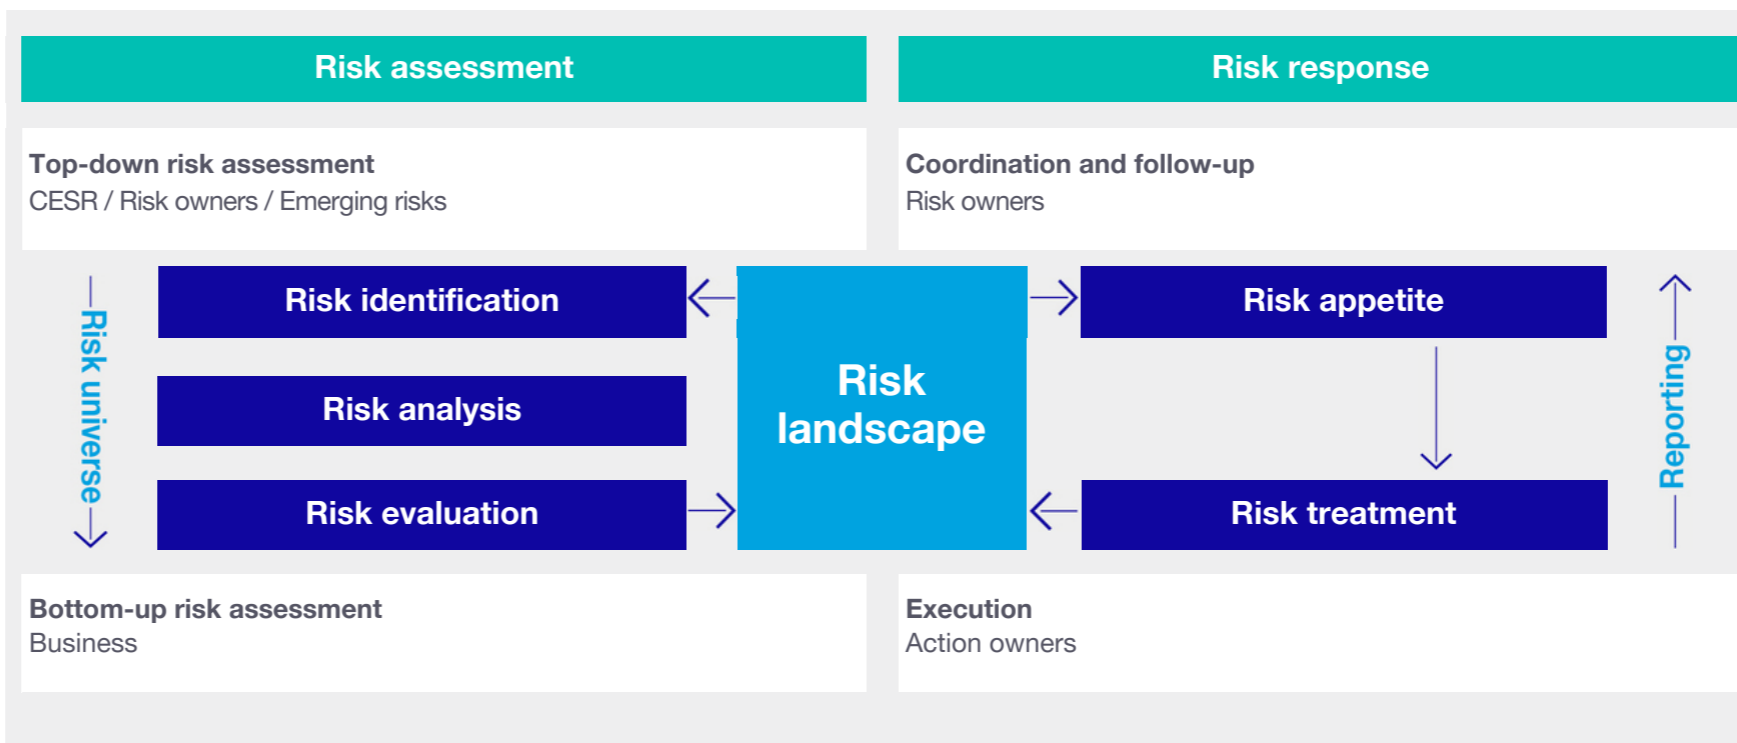 Risk assessment
Risk response
Top-down risk assessment
CESR / Risk owners / Emerging risks
Coordination and follow-up
Risk owners
Risk universe
Risk identification
Risk analysis
Risk evaluation
Risk
landscape
Risk appetite
Risk treatment
Reporting
Bottom-up risk assessment
Business
Execution
Action owners